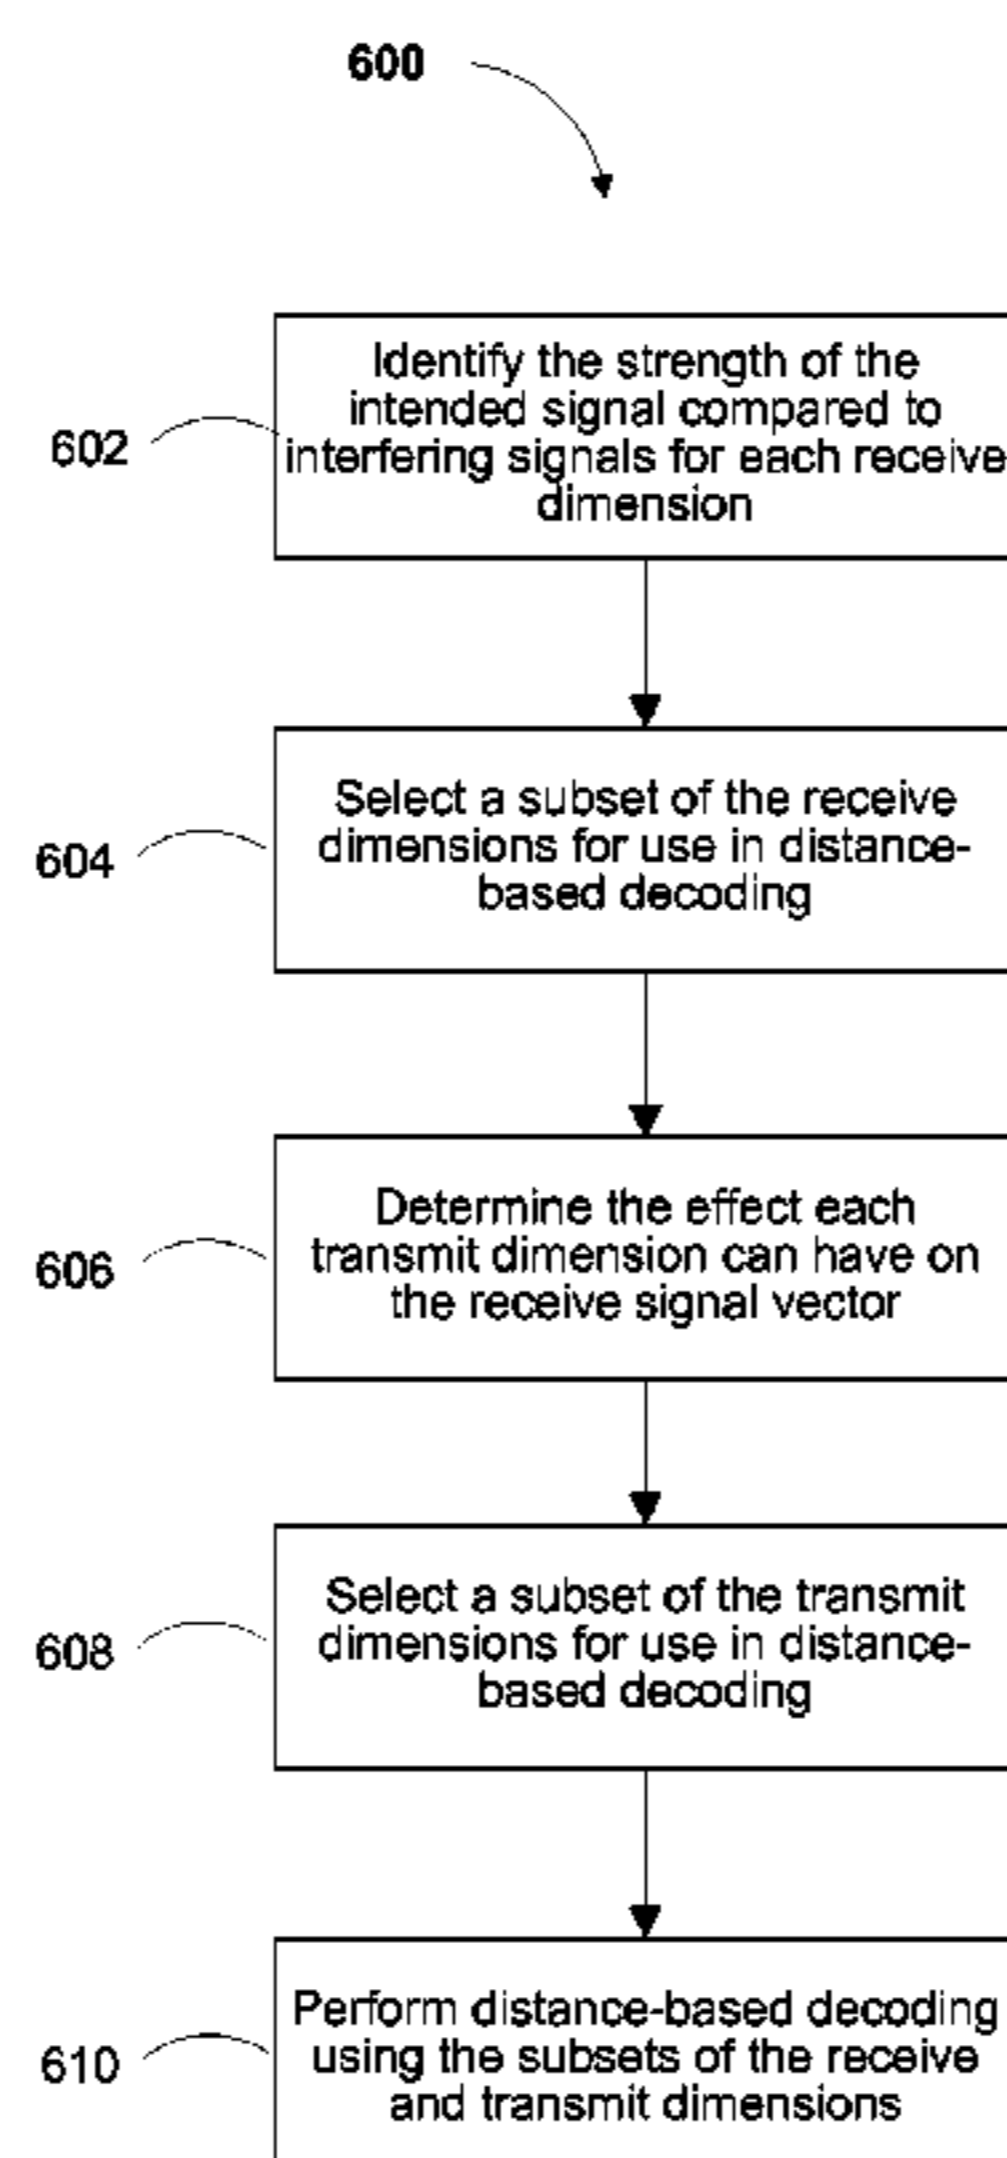 600
602
Identify the strength of the
intended signal compared to
interfering signals for each receive
dimension
604
Select a subset of the receive
dimensions for use in distance-
based decoding
606
Determine the effect each
transmit dimension can have on
the receive signal vector
608
Select a subset of the transmit
dimensions for use in distance-
based decoding
610
Perform distance-based decoding
using the subsets of the receive
and transmit dimensions